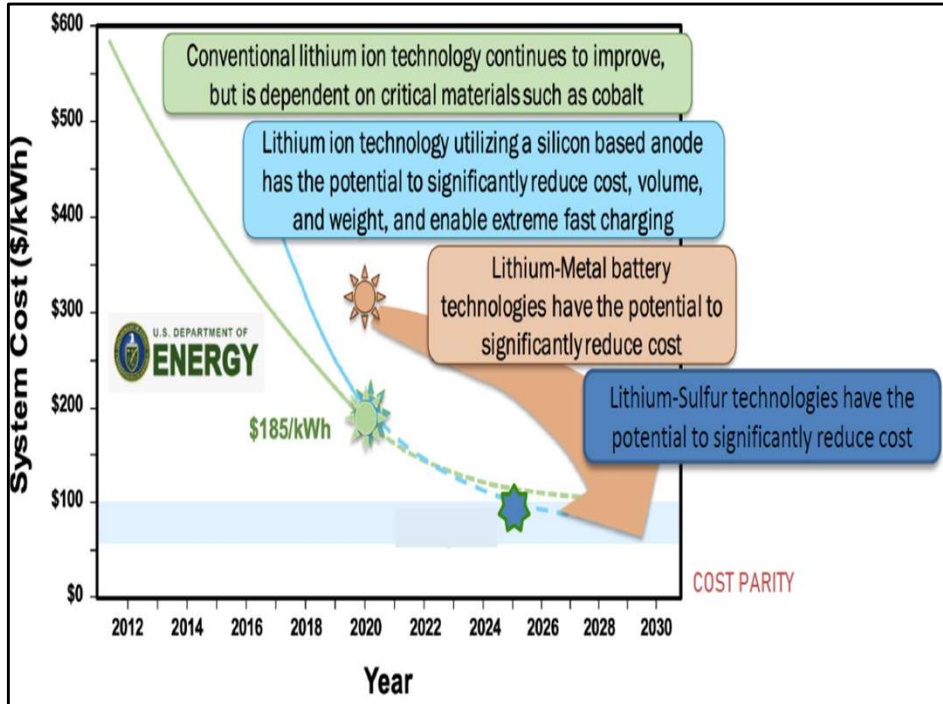 $600
$500
$400
$300
$200
$100
$0
System Cost ($/kWh)
Conventional lithium ion technology continues to improve,
but is dependent on critical materials such as cobalt
Lithium ion technology utilizing a silicon based anode
has the potential to significantly reduce cost, volume,
and weight, and enable extreme fast charging
Lithium-Metal battery
technologies have the potential to
significantly reduce cost
U.S. DEPARTMENT OF
ENERGY
Lithium-Sulfur technologies have the
potential to significantly reduce cost
$185/kWh
COST PARITY
2012 2014 2016 2018 2020 2022 2024 2026 2028 2030
Year